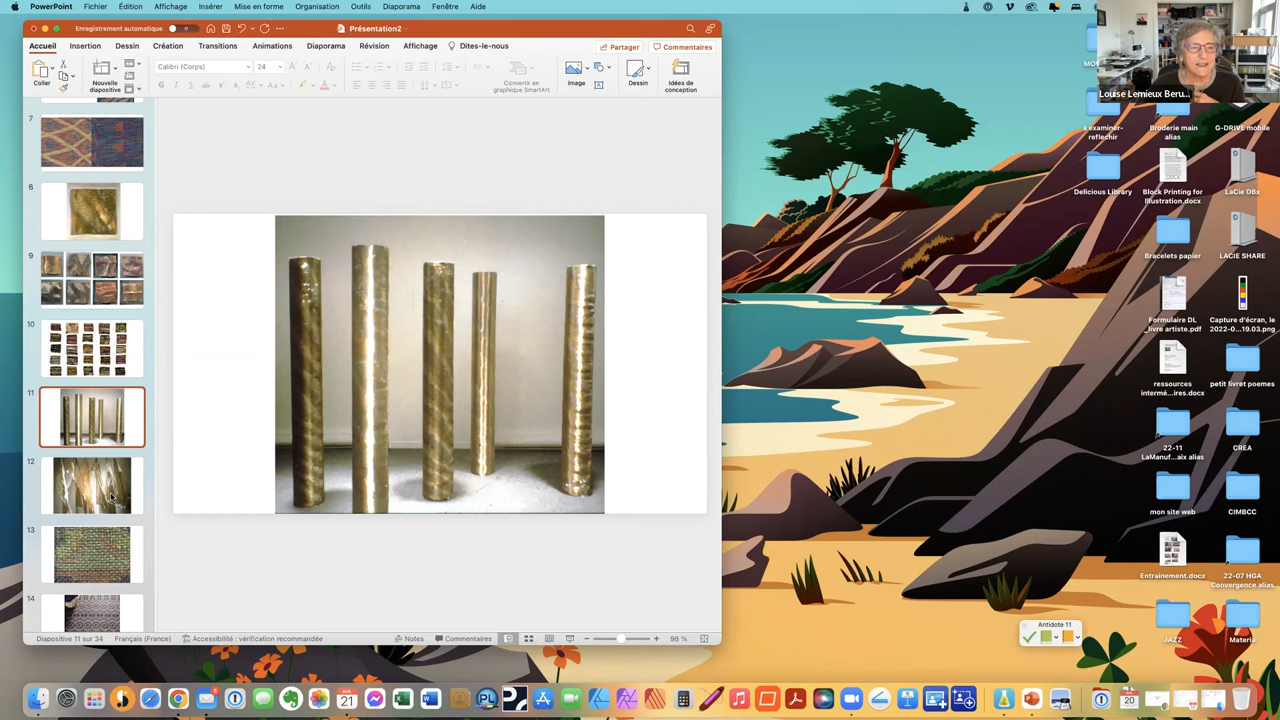 PowerPoint Fichier Édition Affichage Insérer Mise en forme Organisation Outils Diaporama Fenêtre Aide
Enregistrement automatique
Présentation2
Accueil Insertion Dessin Création Transitions Animations Diaporama Révision Affichage Dites-le-nous
Partager Commentaires
Calibri (Corps) 24
Coller
Nouvelle
diapositive
Convertir en
graphique SmartArt
Image
Dessin
Idées de
conception
Louise Lemieux Beru...
7
8
9
10
11
12
13
14
Diapositive 11 sur 34 Français (France) Accessibilité : vérification recommandée Notes Commentaires 98 %
à examiner-
reflechir
Broderie main
alias
G-DRIVE mobile
Delicious Library
Block Printing for
Illustration.docx
LaCie DBx
Bracelets papier
LACIE SHARE
Formulaire DL
_livre artiste.pdf
Capture d'écran, le
2022-0...19.03.png
ressources
intermé...ires.docx
petit livret poemes
22-11
LaManuf...aix alias
CREA
mon site web
CIMBCC
Entrainement.docx
22-07 HGA
Convergence.alias
Antidote 11
JAZZ
Materia